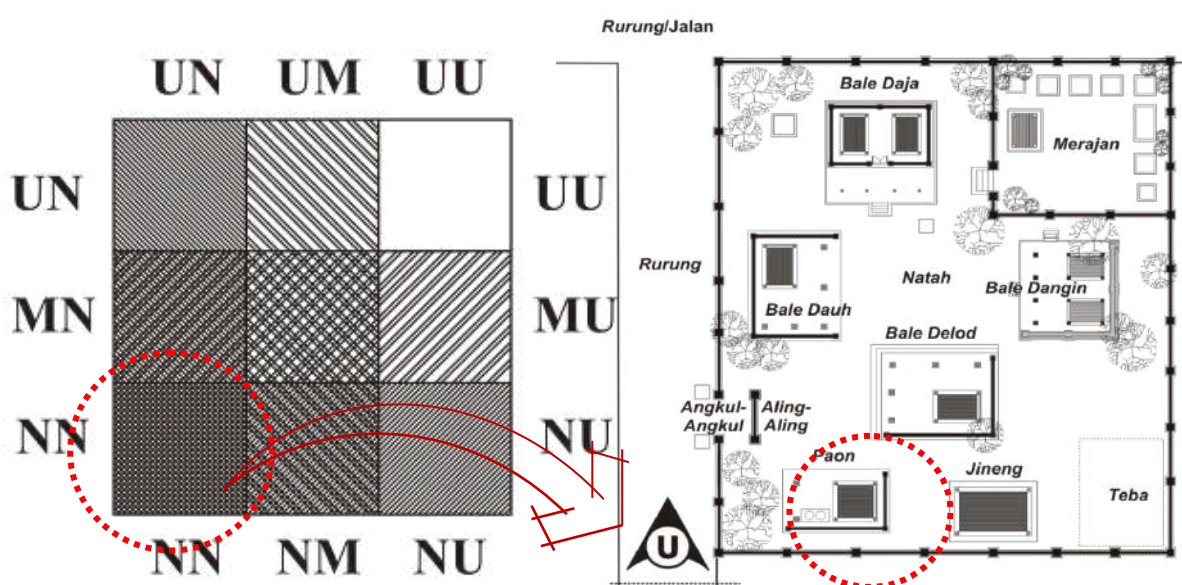 Rurung/Jalan
UN UM UU
UN
UU
MN
MU
NN
NU
NN NM NU
Bale Daja
Merajan
Rurung
Natah
Bale Dangin
Bale Dauh
Bale Delod
Angkul-
Angkul
Aling-
Aling
Paon
Jineng
Teba
U